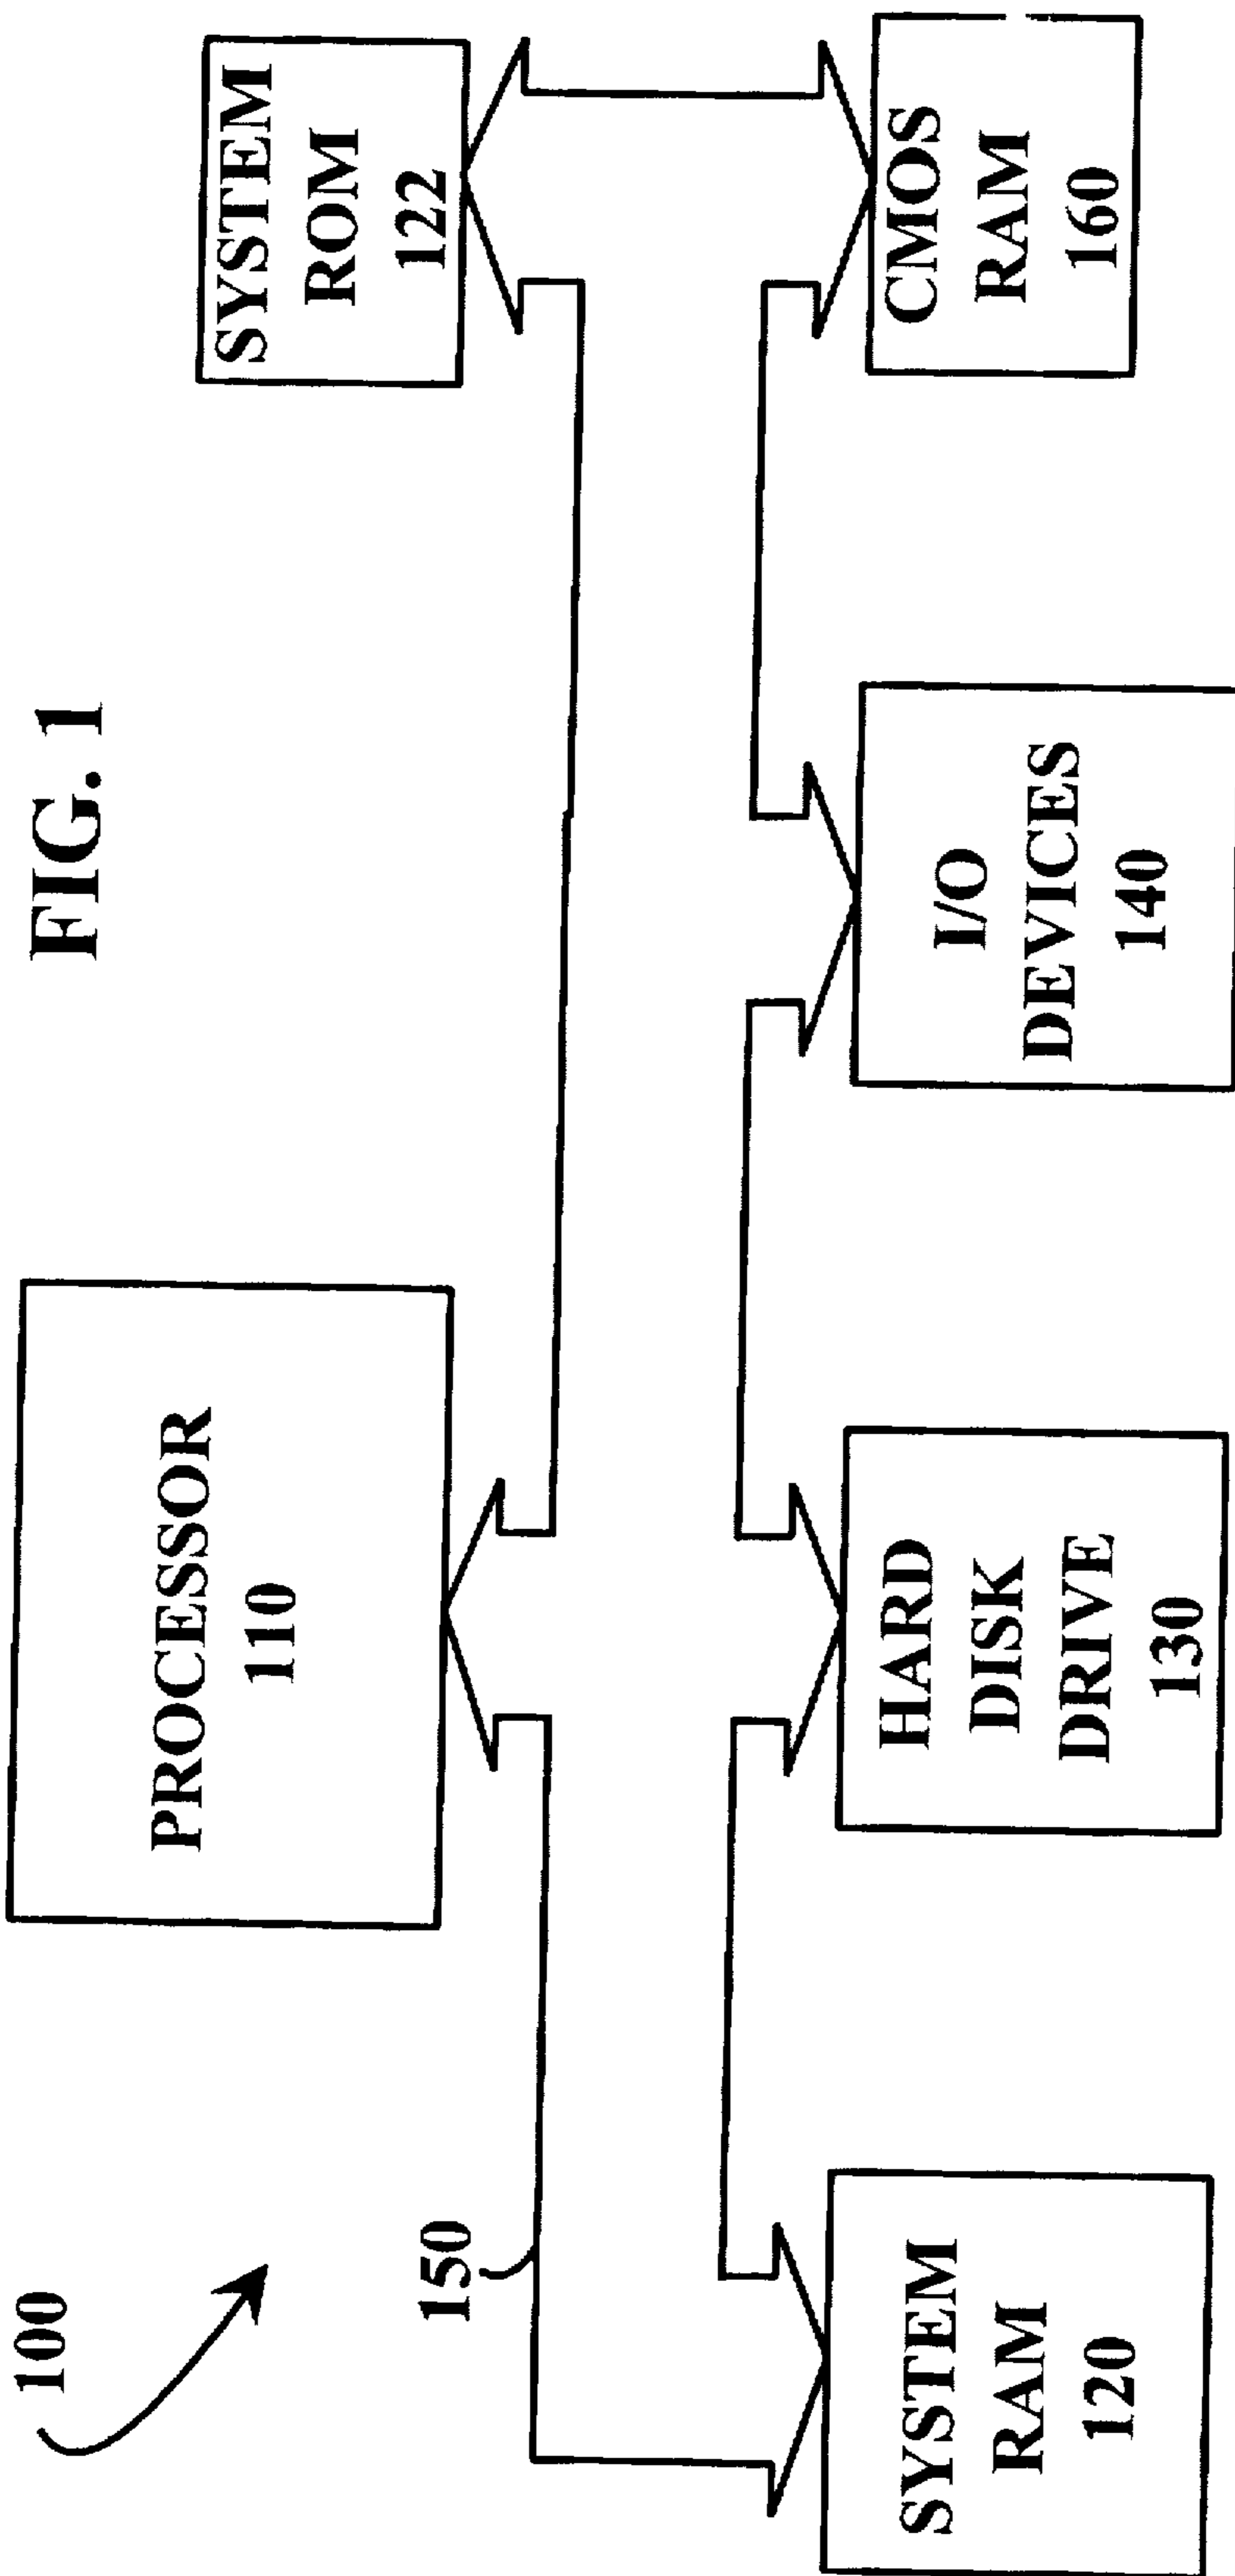 FIG. 1
100
PROCESSOR
110
SYSTEM
ROM
122
150
SYSTEM
RAM
120
HARD
DISK
DRIVE
130
I/O
DEVICES
140
CMOS
RAM
160